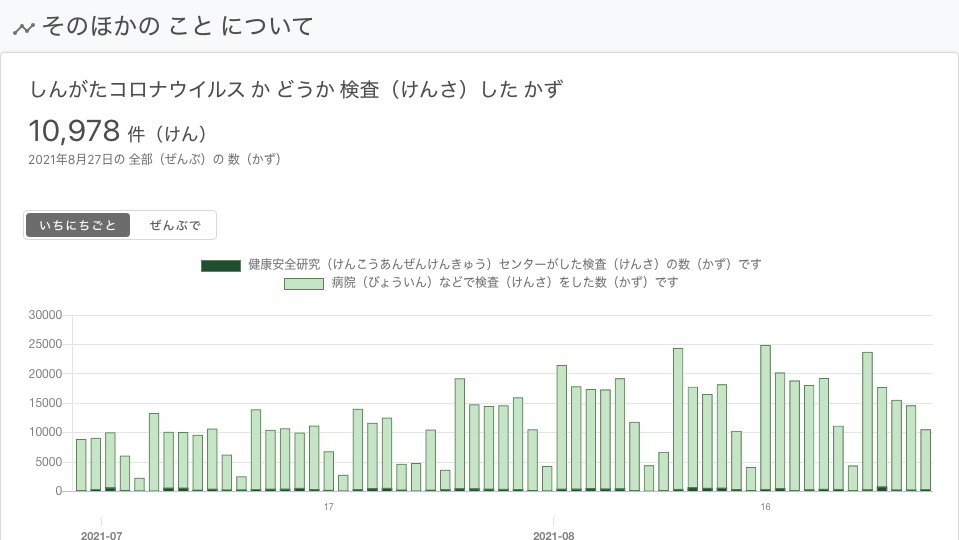 そのほかの こと について
しんがたコロナウイルス か どうか 検査（けんさ）した かず
10,978 件（けん）
2021年8月27日の 全部（ぜんぶ）の 数（かず）
いちにちごと ぜんぶで
健康安全研究（けんこうあんぜんけんきゅう）センターがした検査（けんさ）の数（かず）です
病院（びょういん）などで検査（けんさ）をした数（かず）です
30000
25000
20000
15000
10000
5000
0
17 16
2021-07 2021-08